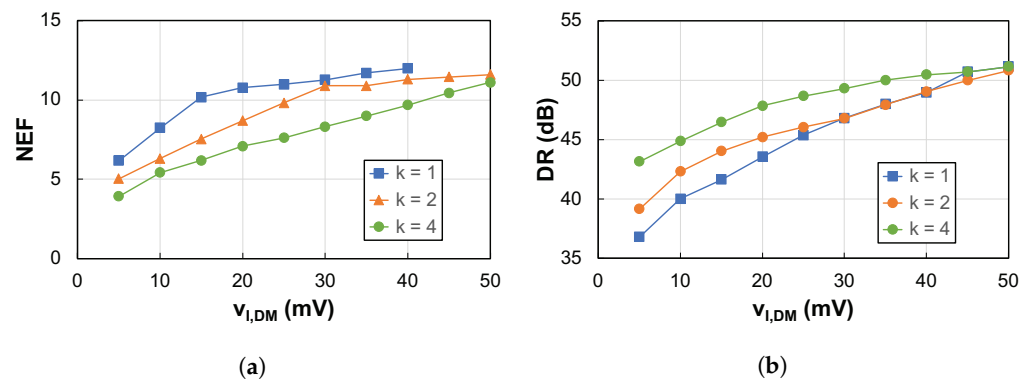 15
10
5
0
NEF
k = 1
k = 2
k = 4
0 10 20 30 40 50
v_I,DM (mV)
(a)
55
50
45
40
35
DR (dB)
k = 1
k = 2
k = 4
0 10 20 30 40 50
v_I,DM (mV)
(b)